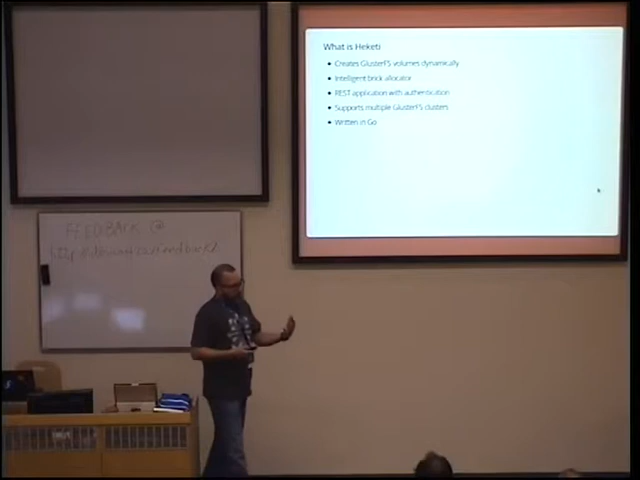 What is Heketi
Creates GlusterFS volumes dynamically
Intelligent brick allocator
REST application with authentication
Supports multiple GlusterFS clusters
Written in Go
FEEDBACK @